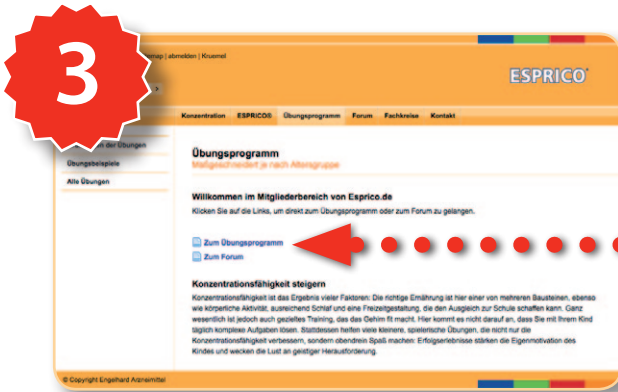 3
emap | abmelden | Kruemel
>
ESPRICO®
Konzentration ESPRICO® Übungsprogramm Forum Fachkreise Kontakt
der Übungen
Übungsbeispiele
Alle Übungen
Übungsprogramm
Maßgeschneidert je nach Altersgruppe
Willkommen im Mitgliederbereich von Esprico.de
Klicken Sie auf die Links, um direkt zum Übungsprogramm oder zum Forum zu gelangen.
Zum Übungsprogramm
Zum Forum
Konzentrationsfähigkeit steigern
Konzentrationsfähigkeit ist das Ergebnis vieler Faktoren: Die richtige Ernährung ist hier einer von mehreren Bausteinen, ebenso
wie körperliche Aktivität, ausreichend Schlaf und eine Freizeitgestaltung, die den Ausgleich zur Schule schaffen kann. Ganz
wesentlich ist jedoch auch gezieltes Training, das das Gehirn fit macht. Hier kommt es nicht darauf an, dass Sie mit Ihrem Kind
täglich komplexe Aufgaben lösen. Stattdessen helfen viele kleinere, spielerische Übungen, die nicht nur die
Konzentrationsfähigkeit verbessern, sondern obendrein Spaß machen: Erfolgserlebnisse stärken die Eigenmotivation des
Kindes und wecken die Lust an geistiger Herausforderung.
© Copyright Engelhard Arzneimittel